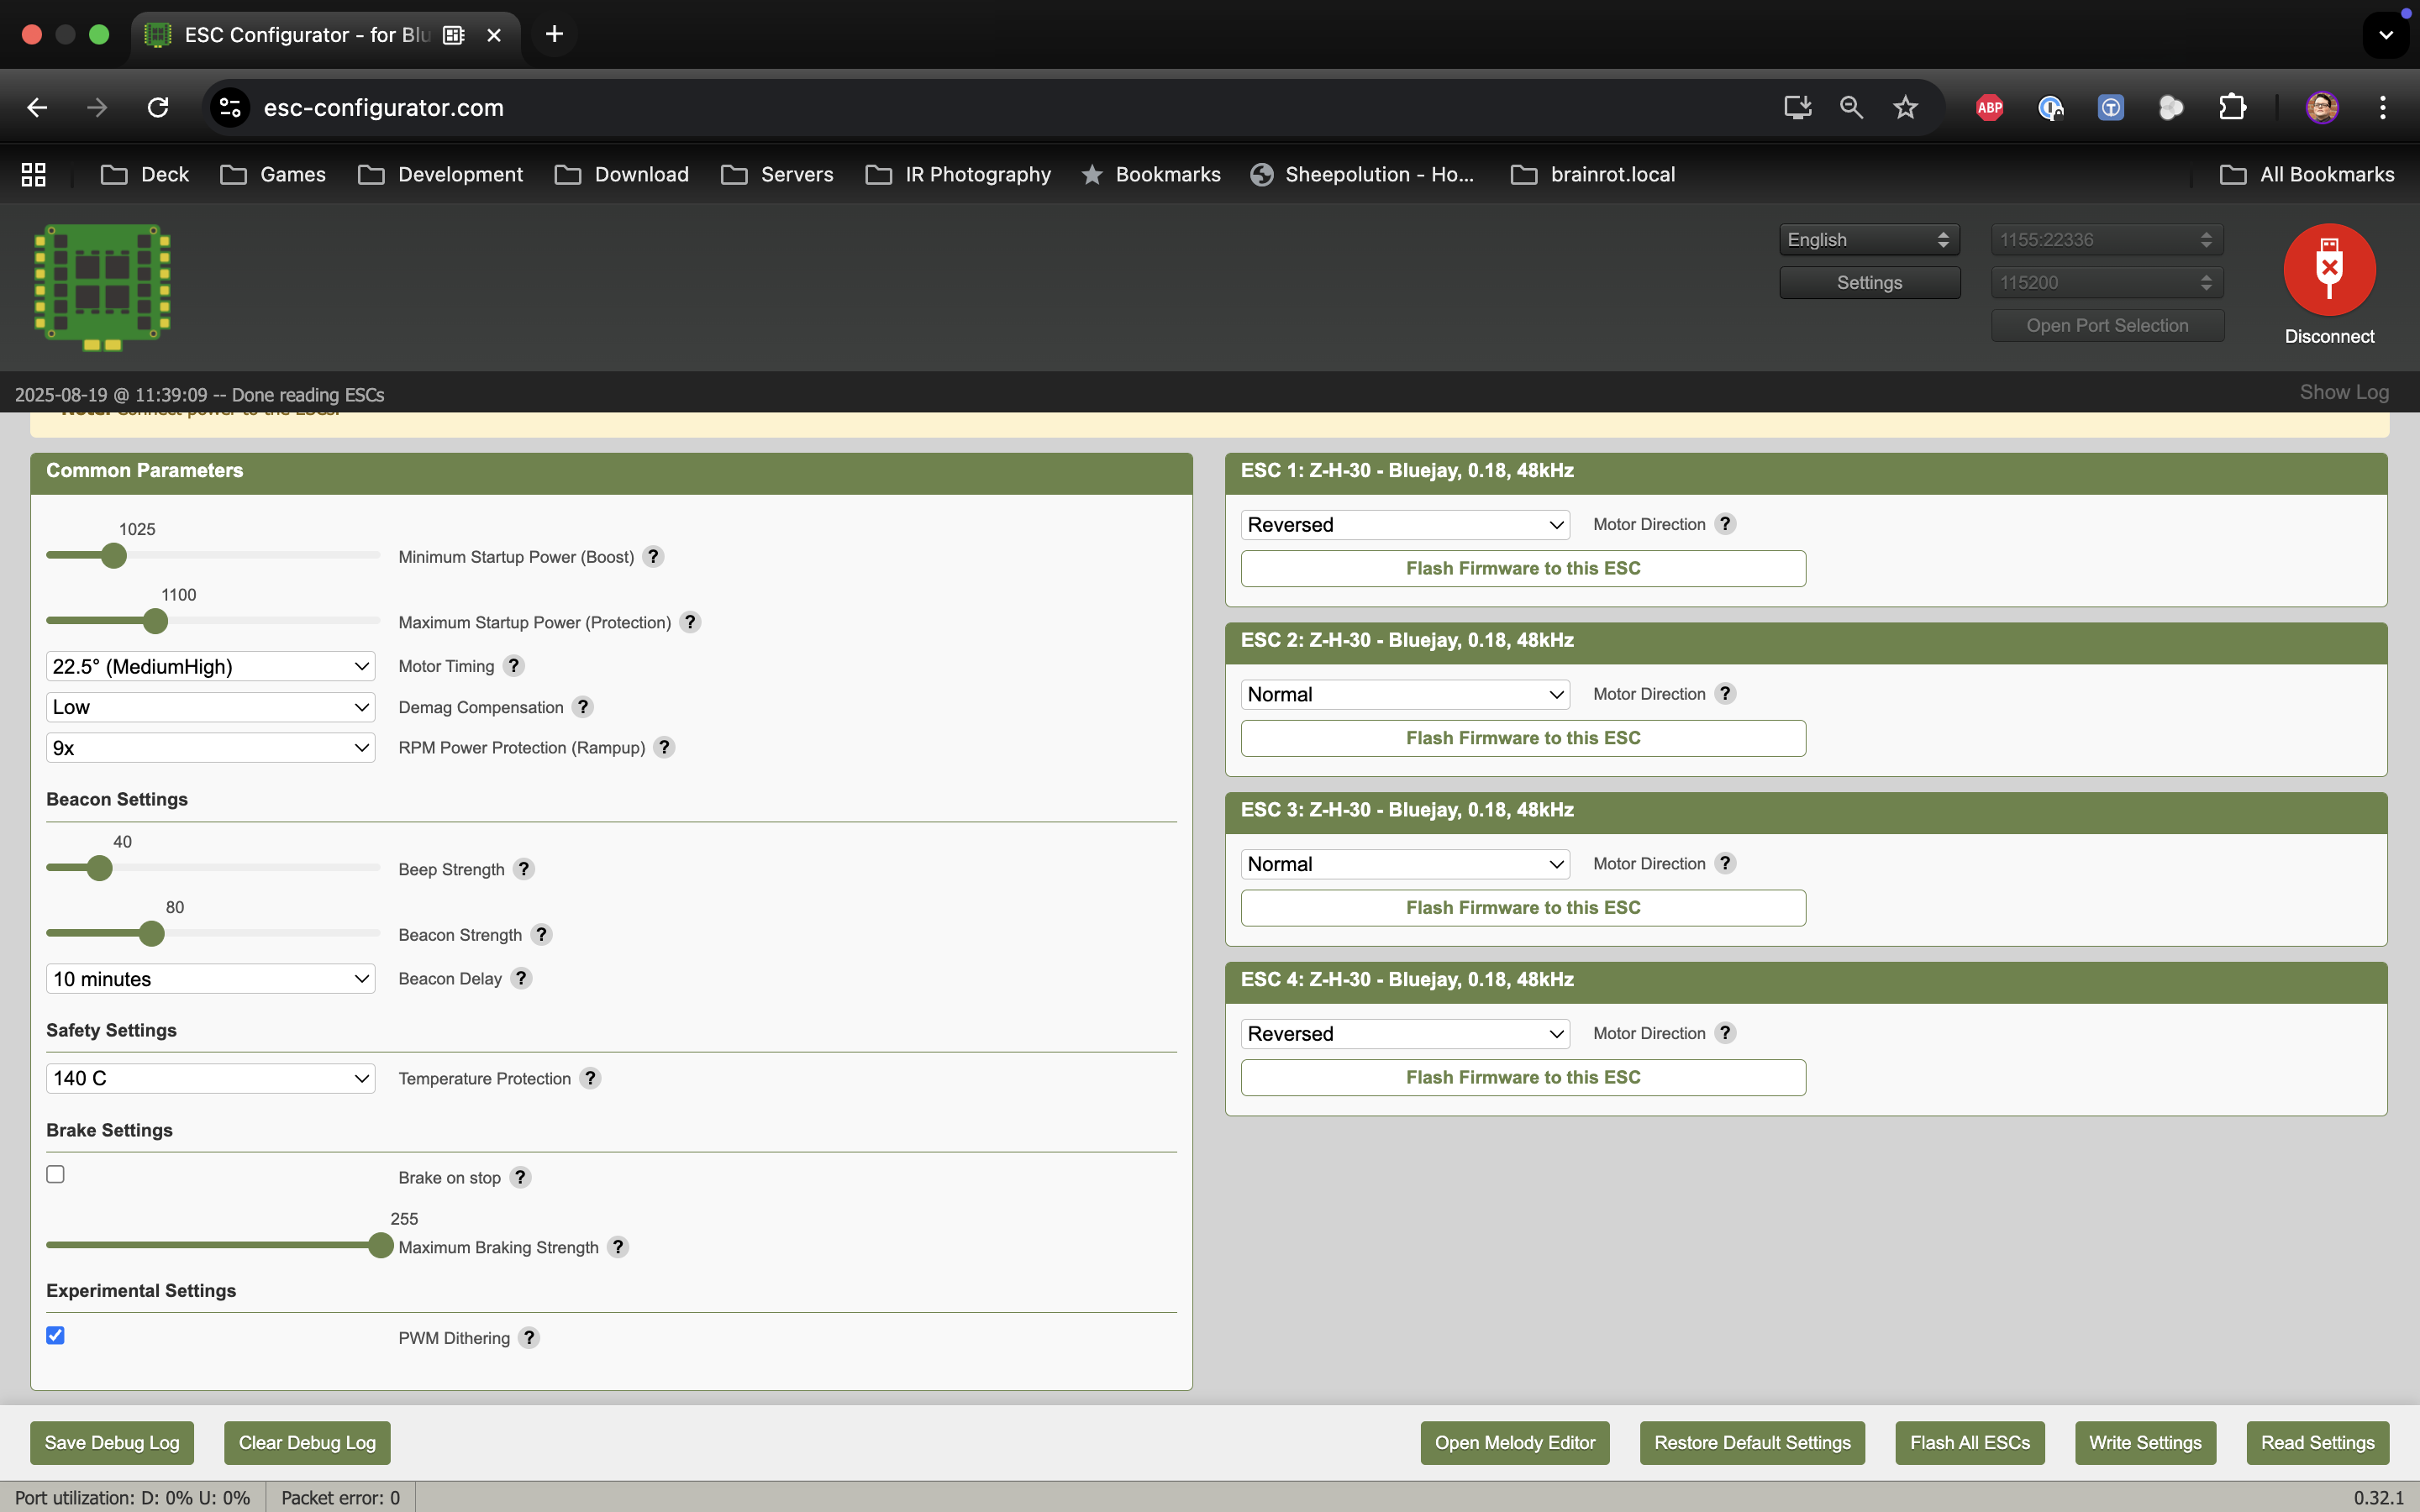 ESC Configurator - for Blu
esc-configurator.com
ABP
Deck
Games
Development
Download
Servers
IR Photography
Bookmarks
Sheepolution - Ho...
brainrot.local
All Bookmarks
English
Settings
1155:22336
115200
Open Port Selection
Disconnect
2025-08-19 @ 11:39:09 -- Done reading ESCs
Show Log
Note: Connect power to the ESCs.
Common Parameters
1025
Minimum Startup Power (Boost) ?
1100
Maximum Startup Power (Protection) ?
22.5° (MediumHigh) Motor Timing ?
Low Demag Compensation ?
9x RPM Power Protection (Rampup) ?
Beacon Settings
40
Beep Strength ?
80
Beacon Strength ?
10 minutes Beacon Delay ?
Safety Settings
140 C Temperature Protection ?
Brake Settings
Brake on stop ?
255
Maximum Braking Strength ?
Experimental Settings
PWM Dithering ?
ESC 1: Z-H-30 - Bluejay, 0.18, 48kHz
Reversed Motor Direction ?
Flash Firmware to this ESC
ESC 2: Z-H-30 - Bluejay, 0.18, 48kHz
Normal Motor Direction ?
Flash Firmware to this ESC
ESC 3: Z-H-30 - Bluejay, 0.18, 48kHz
Normal Motor Direction ?
Flash Firmware to this ESC
ESC 4: Z-H-30 - Bluejay, 0.18, 48kHz
Reversed Motor Direction ?
Flash Firmware to this ESC
Save Debug Log
Clear Debug Log
Open Melody Editor
Restore Default Settings
Flash All ESCs
Write Settings
Read Settings
Port utilization: D: 0% U: 0%
Packet error: 0
0.32.1